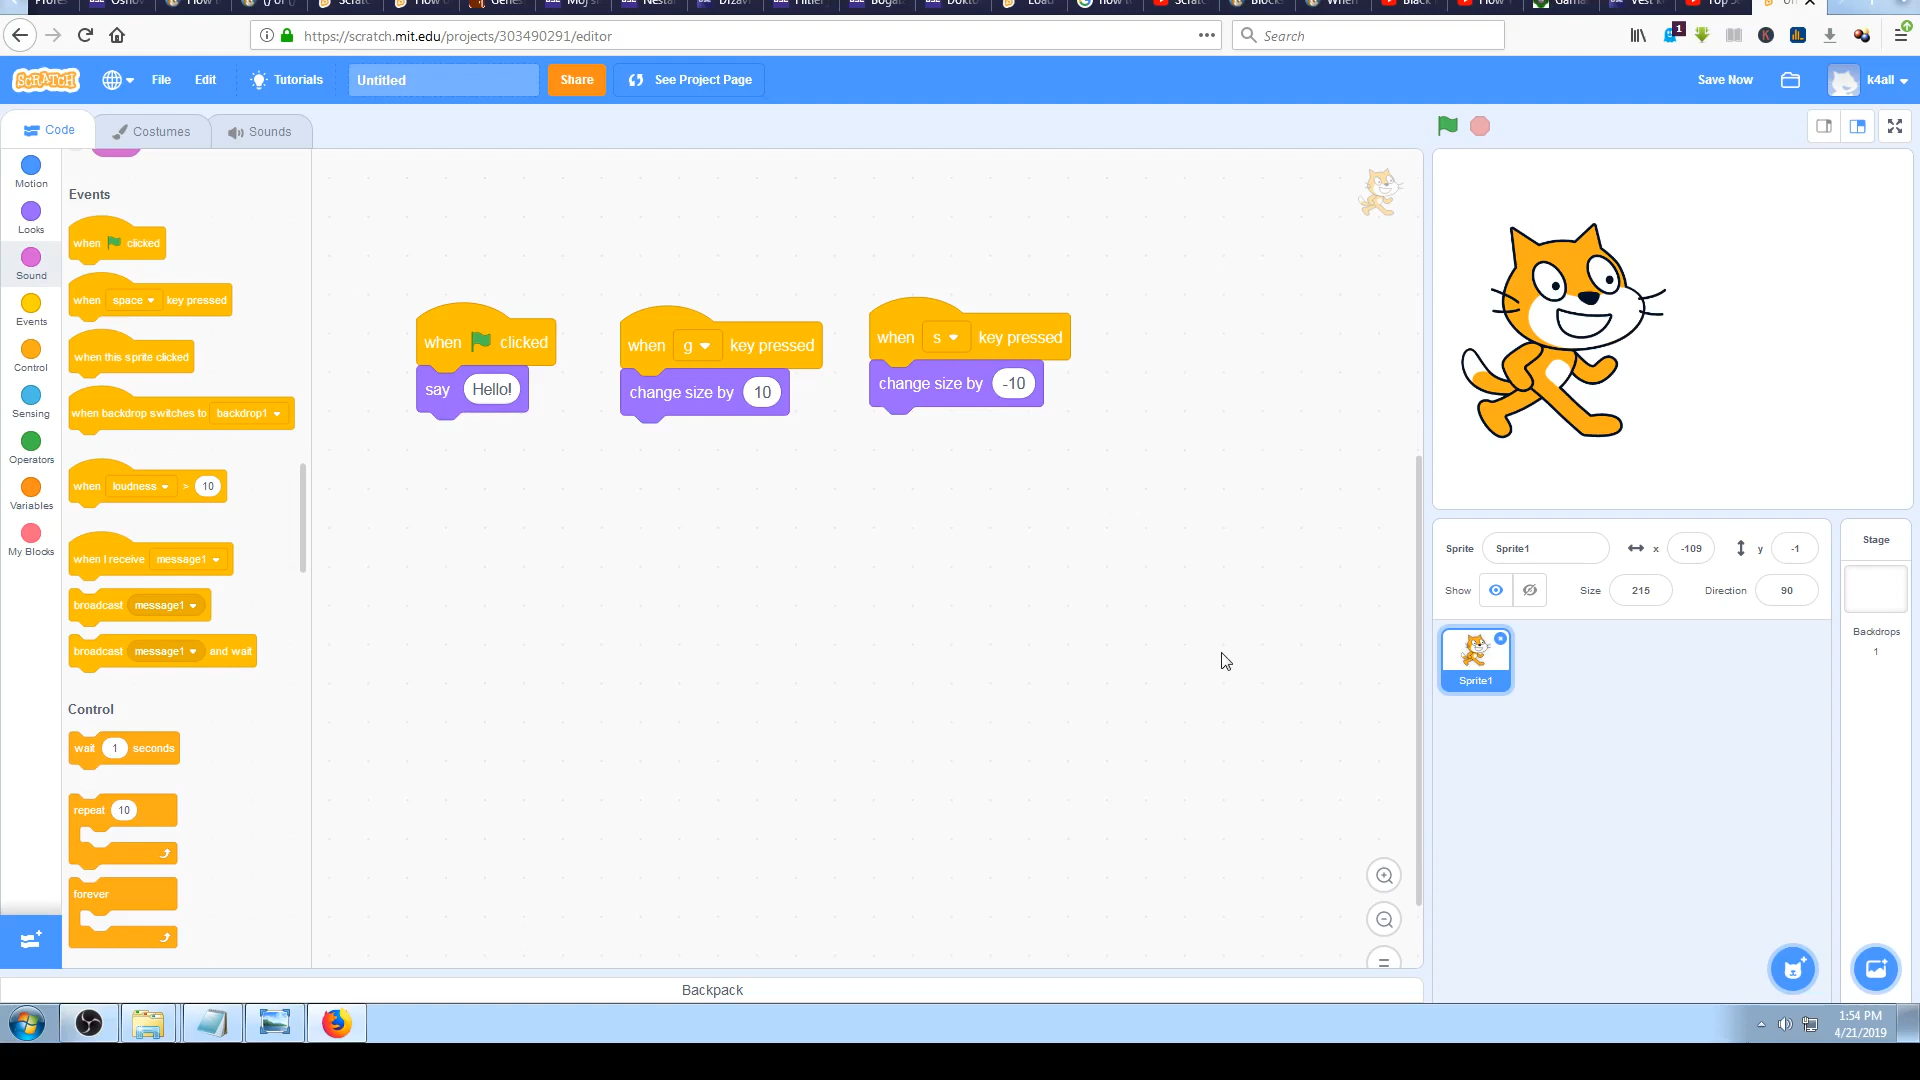 https://scratch.mit.edu/projects/303490291/editor
Search
1
SCRATCH
File
Edit
Tutorials
Untitled
Share
See Project Page
Save Now
k4all
Code
Costumes
Sounds
Motion
Looks
Sound
Events
Control
Sensing
Operators
Variables
My Blocks
Events
when clicked
when space key pressed
when this sprite clicked
when backdrop switches to backdrop1
when loudness > 10
when I receive message1
broadcast message1
broadcast message1 and wait
Control
wait 1 seconds
repeat 10
forever
when clicked
say Hello!
when g key pressed
change size by 10
when s key pressed
change size by -10
Sprite Sprite1 x -109 y -1
Show Size 215 Direction 90
Sprite1
Stage
Backdrops
1
Backpack
1:54 PM
4/21/2019